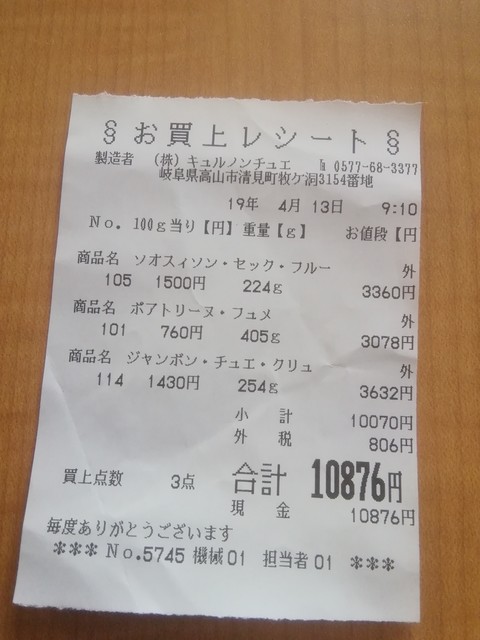 §お買上レシート§
製造者 (株)キュルノンチュエ ℡0577-68-3377
岐阜県高山市清見町牧ケ洞3154番地
19年 4月 13日 9:10
No. 100g当り【円】重量【g】 お値段【円
商品名 ソオスィソン・セック・フルー 外
105 1500円 224g 3360円
商品名 ポアトリーヌ・フュメ 外
101 760円 405g 3078円
商品名 ジャンボン・チュエ・クリュ 外
114 1430円 254g 3632円
小計 10070円
外税 806円
買上点数 3点 合計 10876円
現金 10876円
毎度ありがとうございます
*** No.5745 機械01 担当者01 ***